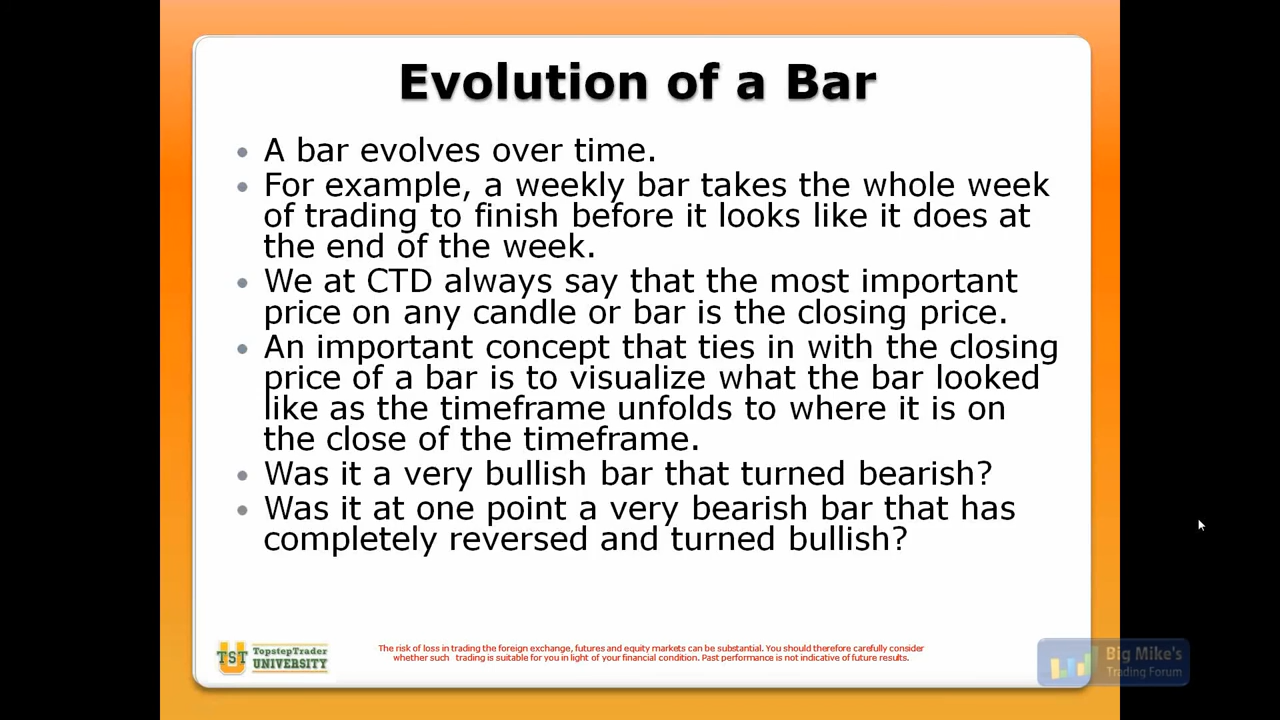 Evolution of a Bar
• A bar evolves over time.
• For example, a weekly bar takes the whole week
of trading to finish before it looks like it does at
the end of the week.
• We at CTD always say that the most important
price on any candle or bar is the closing price.
• An important concept that ties in with the closing
price of a bar is to visualize what the bar looked
like as the timeframe unfolds to where it is on
the close of the timeframe.
• Was it a very bullish bar that turned bearish?
• Was it at one point a very bearish bar that has
completely reversed and turned bullish?
TST
TopstepTrader
UNIVERSITY
The risk of loss in trading the foreign exchange, futures and equity markets can be substantial. You should therefore carefully consider
whether such trading is suitable for you in light of your financial condition. Past performance is not indicative of future results.
Big Mike's
Trading Forum